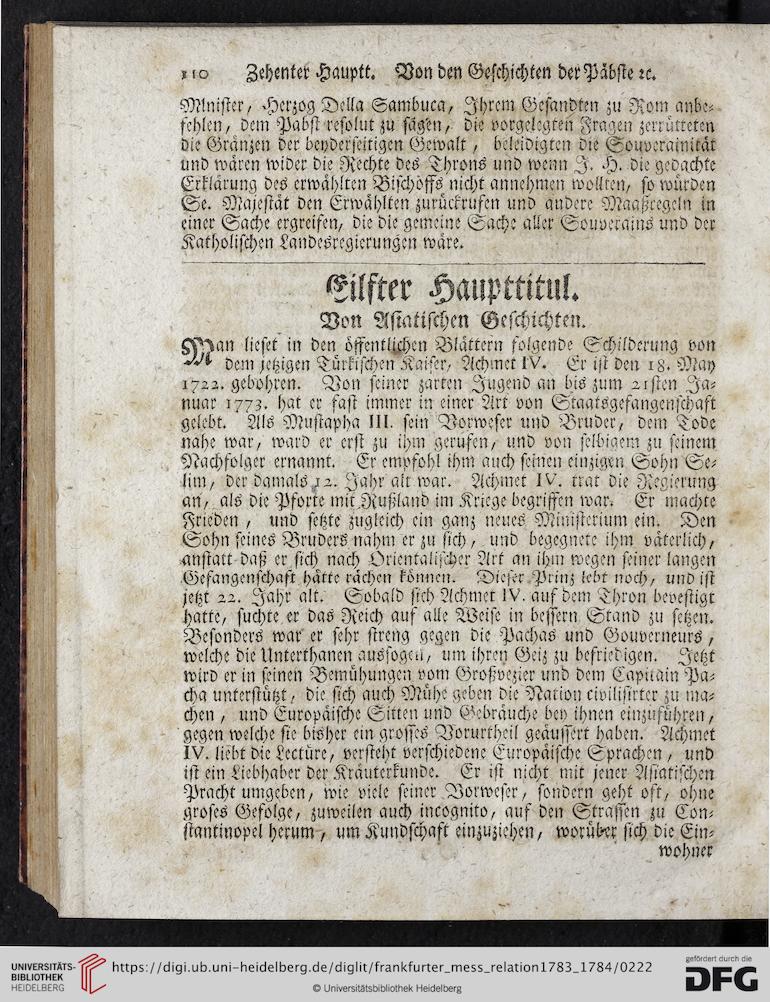 110 Zehenter Hauptt. Von den Geschichten der Päbste ꝛc.
Minister, Herzog Della Sambuca, Ihrem Gesandten zu Rom anbe-
fehlen, dem Pabst resolut zu sagen, die vorgelegten Fragen zerrütteten
die Gränzen der beyderseitigen Gewalt, beleidigten die Souverainität
und wären wider die Rechte des Throns und wenn J. H. die gedachte
Erklärung des erwählten Bischöffs nicht annehmen wollten, so würden
Se. Majestät den Erwählten zurückrufen und andere Maaßregeln in
einer Sache ergreifen, die die gemeine Sache aller Souverains und der
Katholischen Landesregierungen wäre.
Eilfter Haupttitul.
Von Asiatischen Geschichten.
Man lieset in den öffentlichen Blättern folgende Schilderung von
dem jetzigen Türkischen Kaiser, Achmet IV. Er ist den 18. May
1722. gebohren. Von seiner zarten Jugend an bis zum 21sten Ja-
nuar 1773. hat er fast immer in einer Art von Staatsgefangenschaft
gelebt. Als Mustapha III. sein Vorweser und Bruder, dem Tode
nahe war, ward er erst zu ihm gerufen, und von selbigem zu seinem
Nachfolger ernannt. Er empfohl ihm auch seinen einzigen Sohn Se-
lim, der damals 12. Jahr alt war. Achmet IV. trat die Regierung
an, als die Pforte mit Rußland im Kriege begriffen war. Er machte
Frieden, und setzte zugleich ein ganz neues Ministerium ein. Den
Sohn seines Bruders nahm er zu sich, und begegnete ihm väterlich,
anstatt daß er sich nach Orientalischer Art an ihm wegen seiner langen
Gefangenschaft hätte rächen können. Dieser Prinz lebt noch, und ist
jetzt 22. Jahr alt. Sobald sich Achmet IV. auf dem Thron bevestigt
hatte, suchte er das Reich auf alle Weise in bessern Stand zu setzen.
Besonders war er sehr streng gegen die Pachas und Gouverneurs,
welche die Unterthanen aussogen, um ihren Geiz zu befriedigen. Jetzt
wird er in seinen Bemühungen vom Großvezier und dem Capitain Pa-
cha unterstützt, die sich auch Mühe geben die Nation civilisirter zu ma-
chen, und Europäische Sitten und Gebräuche bey ihnen einzuführen,
gegen welche sie bisher ein grosses Vorurtheil geäussert haben. Achmet
IV. liebt die Lectüre, versteht verschiedene Europäische Sprachen, und
ist ein Liebhaber der Kräuterkunde. Er ist nicht mit jener Asiatischen
Pracht umgeben, wie viele seiner Vorweser, sondern geht oft, ohne
groses Gefolge, zuweilen auch incognito, auf den Strassen zu Con-
stantinopel herum, um Kundschaft einzuziehen, worüber sich die Ein-
wohner
UNIVERSITÄTS-
BIBLIOTHEK
HEIDELBERG
https://digi.ub.uni-heidelberg.de/diglit/frankfurter_mess_relation1783_1784/0222
© Universitätsbibliothek Heidelberg
gefördert durch die
DFG